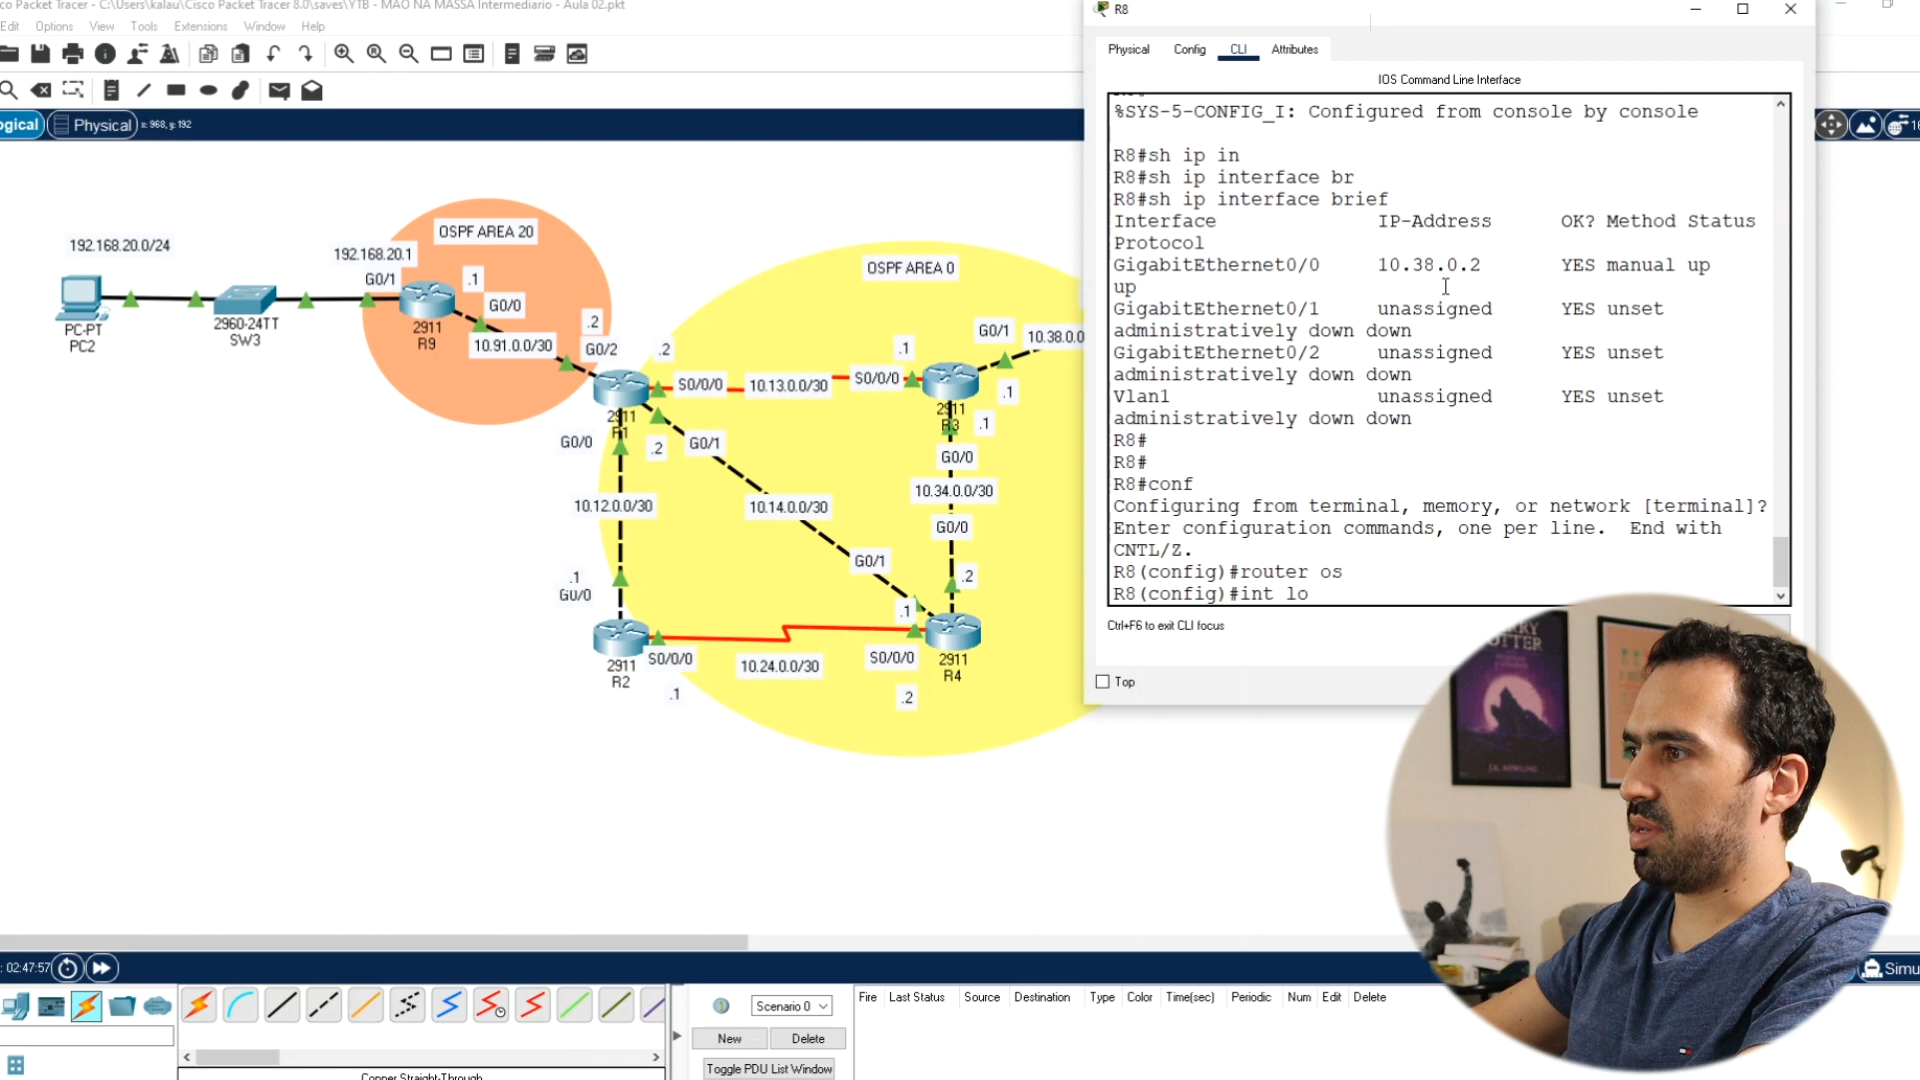 co Packet Tracer - C:\Users\kalau\Cisco Packet Tracer 8.0\saves\YTB - MAO NA MASSA Intermediario - Aula 02.pkt
Edit Options View Tools Extensions Window Help
ogical Physical x: 968, y: 192
192.168.20.0/24
PC-PT
PC2
2960-24TT
SW3
192.168.20.1
G0/1
OSPF AREA 20
.1
G0/0
2911
R9
10.91.0.0/30
.2
G0/2
OSPF AREA 0
.2
S0/0/0
10.13.0.0/30
S0/0/0
.1
G0/1
10.38.0.0
.1
2911
R1
2911
R3
.1
G0/0
.2
G0/1
G0/0
10.34.0.0/30
10.12.0.0/30
10.14.0.0/30
G0/0
G0/1
.2
.1
G0/0
.1
2911
R2
S0/0/0
.1
10.24.0.0/30
S0/0/0
.2
2911
R4
R8
Physical Config CLI Attributes
IOS Command Line Interface
%SYS-5-CONFIG_I: Configured from console by console
R8#sh ip in
R8#sh ip interface br
R8#sh ip interface brief
Interface IP-Address OK? Method Status
Protocol
GigabitEthernet0/0 10.38.0.2 YES manual up
up
GigabitEthernet0/1 unassigned YES unset
administratively down down
GigabitEthernet0/2 unassigned YES unset
administratively down down
Vlan1 unassigned YES unset
administratively down down
R8#
R8#
R8#conf
Configuring from terminal, memory, or network [terminal]?
Enter configuration commands, one per line. End with
CNTL/Z.
R8(config)#router os
R8(config)#int lo
Ctrl+F6 to exit CLI focus
Top
J.K. ROWLING
: 02:47:57
Simu
Scenario 0
New Delete
Toggle PDU List Window
Fire Last Status Source Destination Type Color Time(sec) Periodic Num Edit Delete
Copper Straight-Through